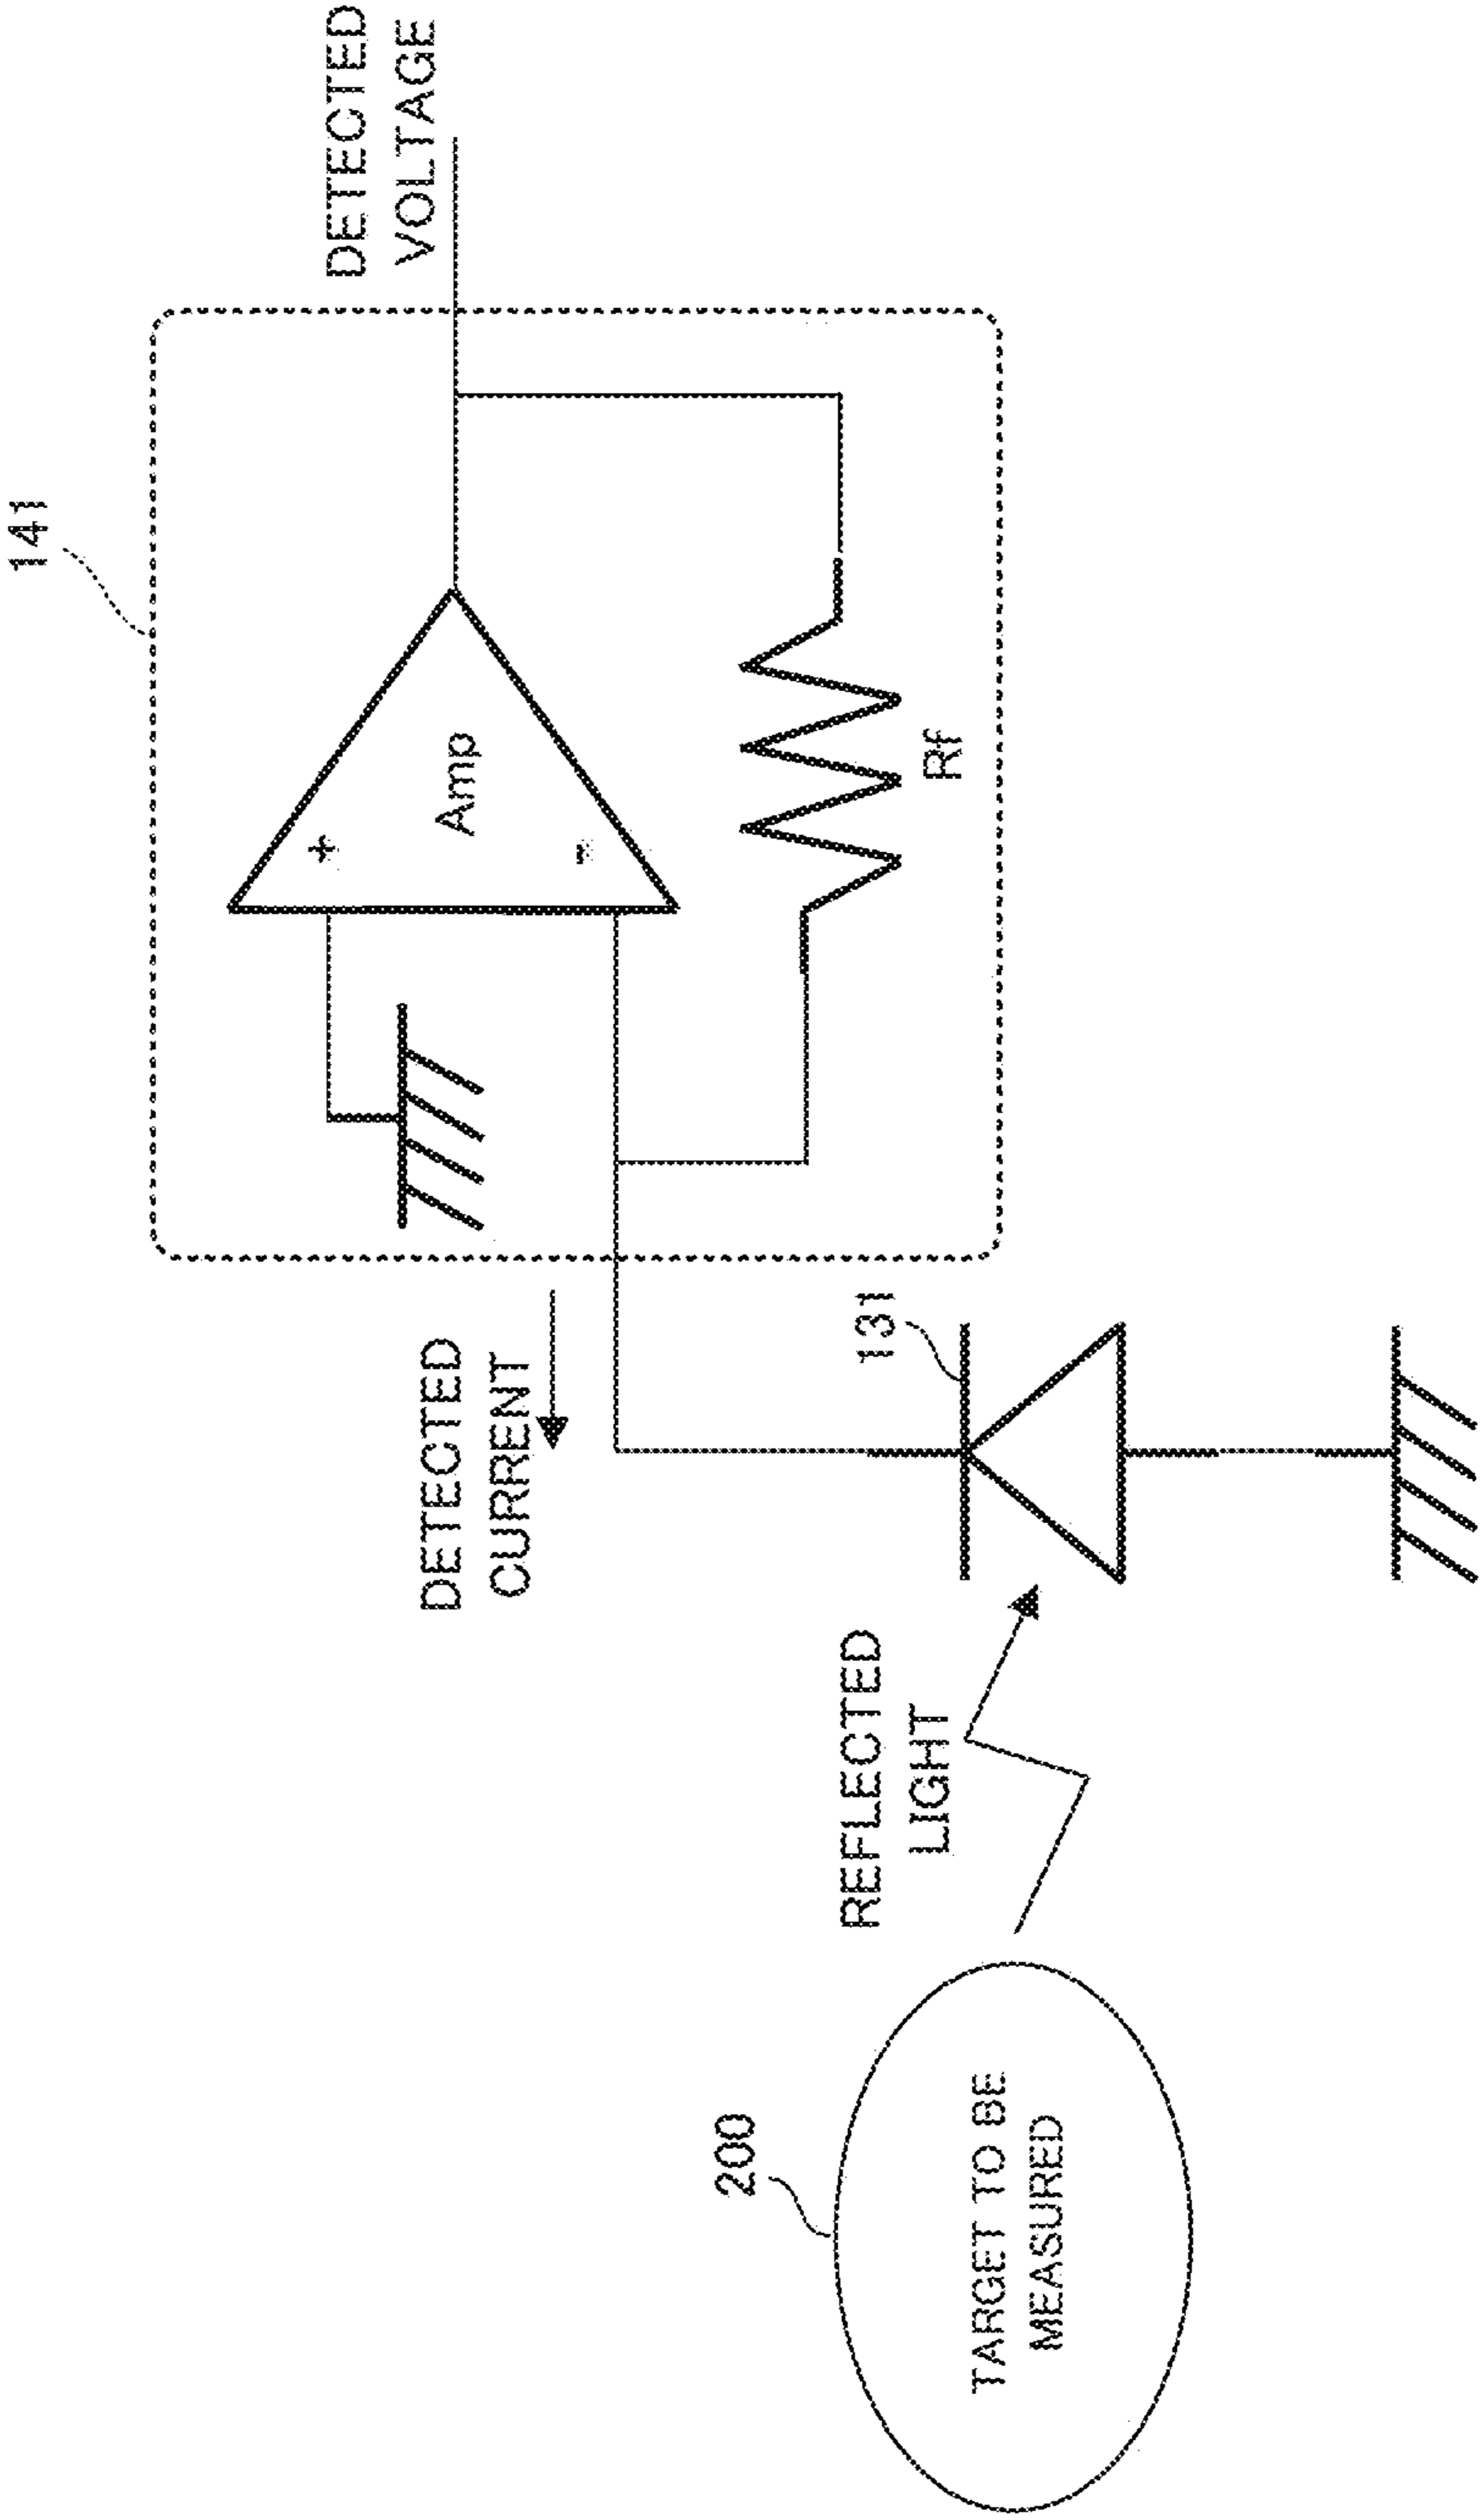 141
DETECTED
VOLTAGE
+
Amp
-
Rf
DETECTED
CURRENT
131
REFLECTED
LIGHT
200
TARGET TO BE
MEASURED